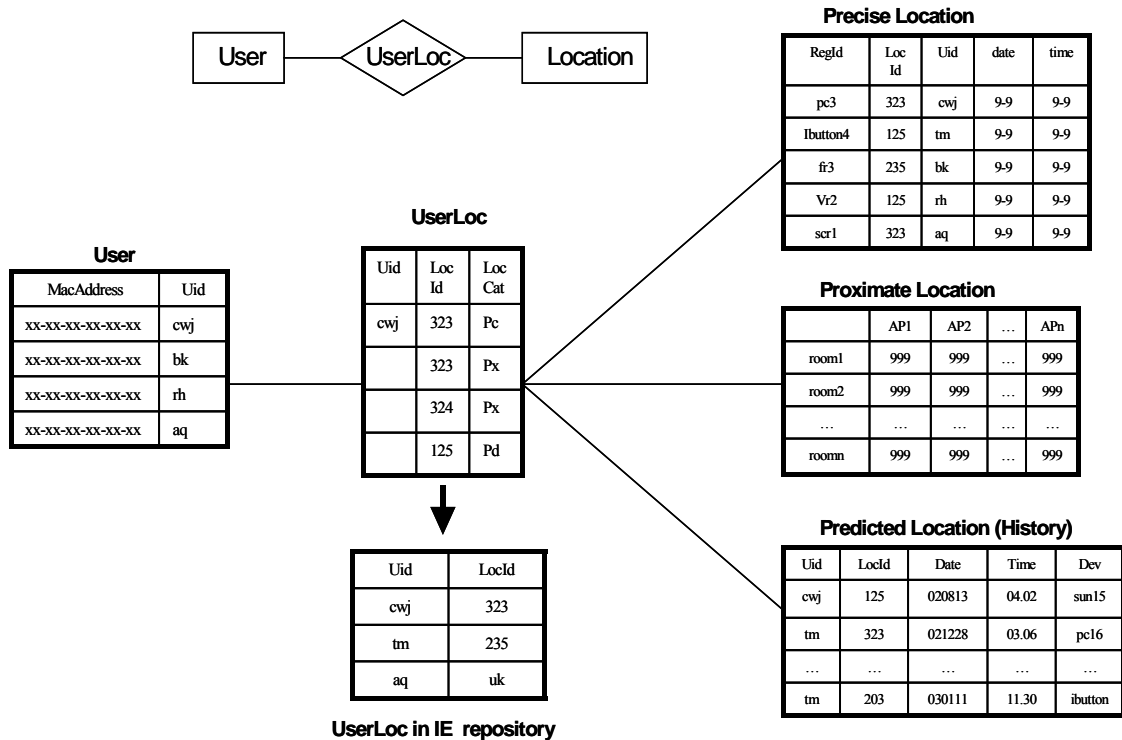 User
UserLoc
Location
Precise Location
RegId Loc Id Uid date time
pc3 323 cwj 9-9 9-9
Ibutton4 125 tm 9-9 9-9
fr3 235 bk 9-9 9-9
Vr2 125 rh 9-9 9-9
scr1 323 aq 9-9 9-9
User
MacAddress Uid
xx-xx-xx-xx-xx-xx cwj
xx-xx-xx-xx-xx-xx bk
xx-xx-xx-xx-xx-xx rh
xx-xx-xx-xx-xx-xx aq
UserLoc
Uid Loc Id Loc Cat
cwj 323 Pc
323 Px
324 Px
125 Pd
Proximate Location
AP1 AP2 … APn
room1 999 999 … 999
room2 999 999 … 999
… … … … …
roomn 999 999 … 999
Uid LocId
cwj 323
tm 235
aq uk
UserLoc in IE repository
Predicted Location (History)
Uid LocId Date Time Dev
cwj 125 020813 04.02 sun15
tm 323 021228 03.06 pc16
… … … … …
tm 203 030111 11.30 ibutton